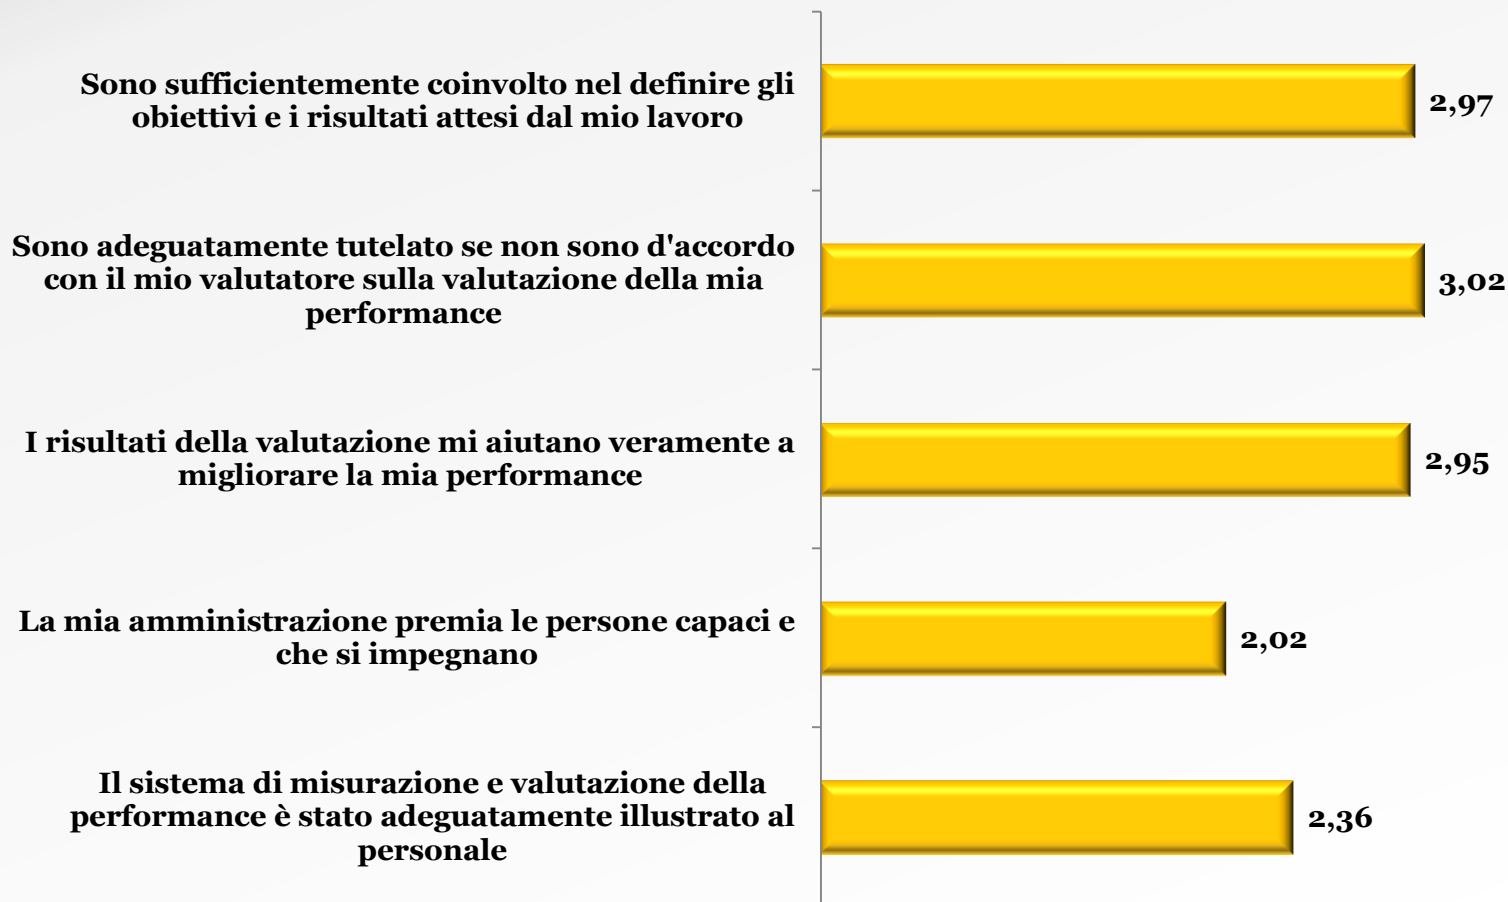 Sono sufficientemente coinvolto nel definire gli
obiettivi e i risultati attesi dal mio lavoro
2,97
Sono adeguatamente tutelato se non sono d'accordo
con il mio valutatore sulla valutazione della mia
performance
3,02
I risultati della valutazione mi aiutano veramente a
migliorare la mia performance
2,95
La mia amministrazione premia le persone capaci e
che si impegnano
2,02
Il sistema di misurazione e valutazione della
performance è stato adeguatamente illustrato al
personale
2,36